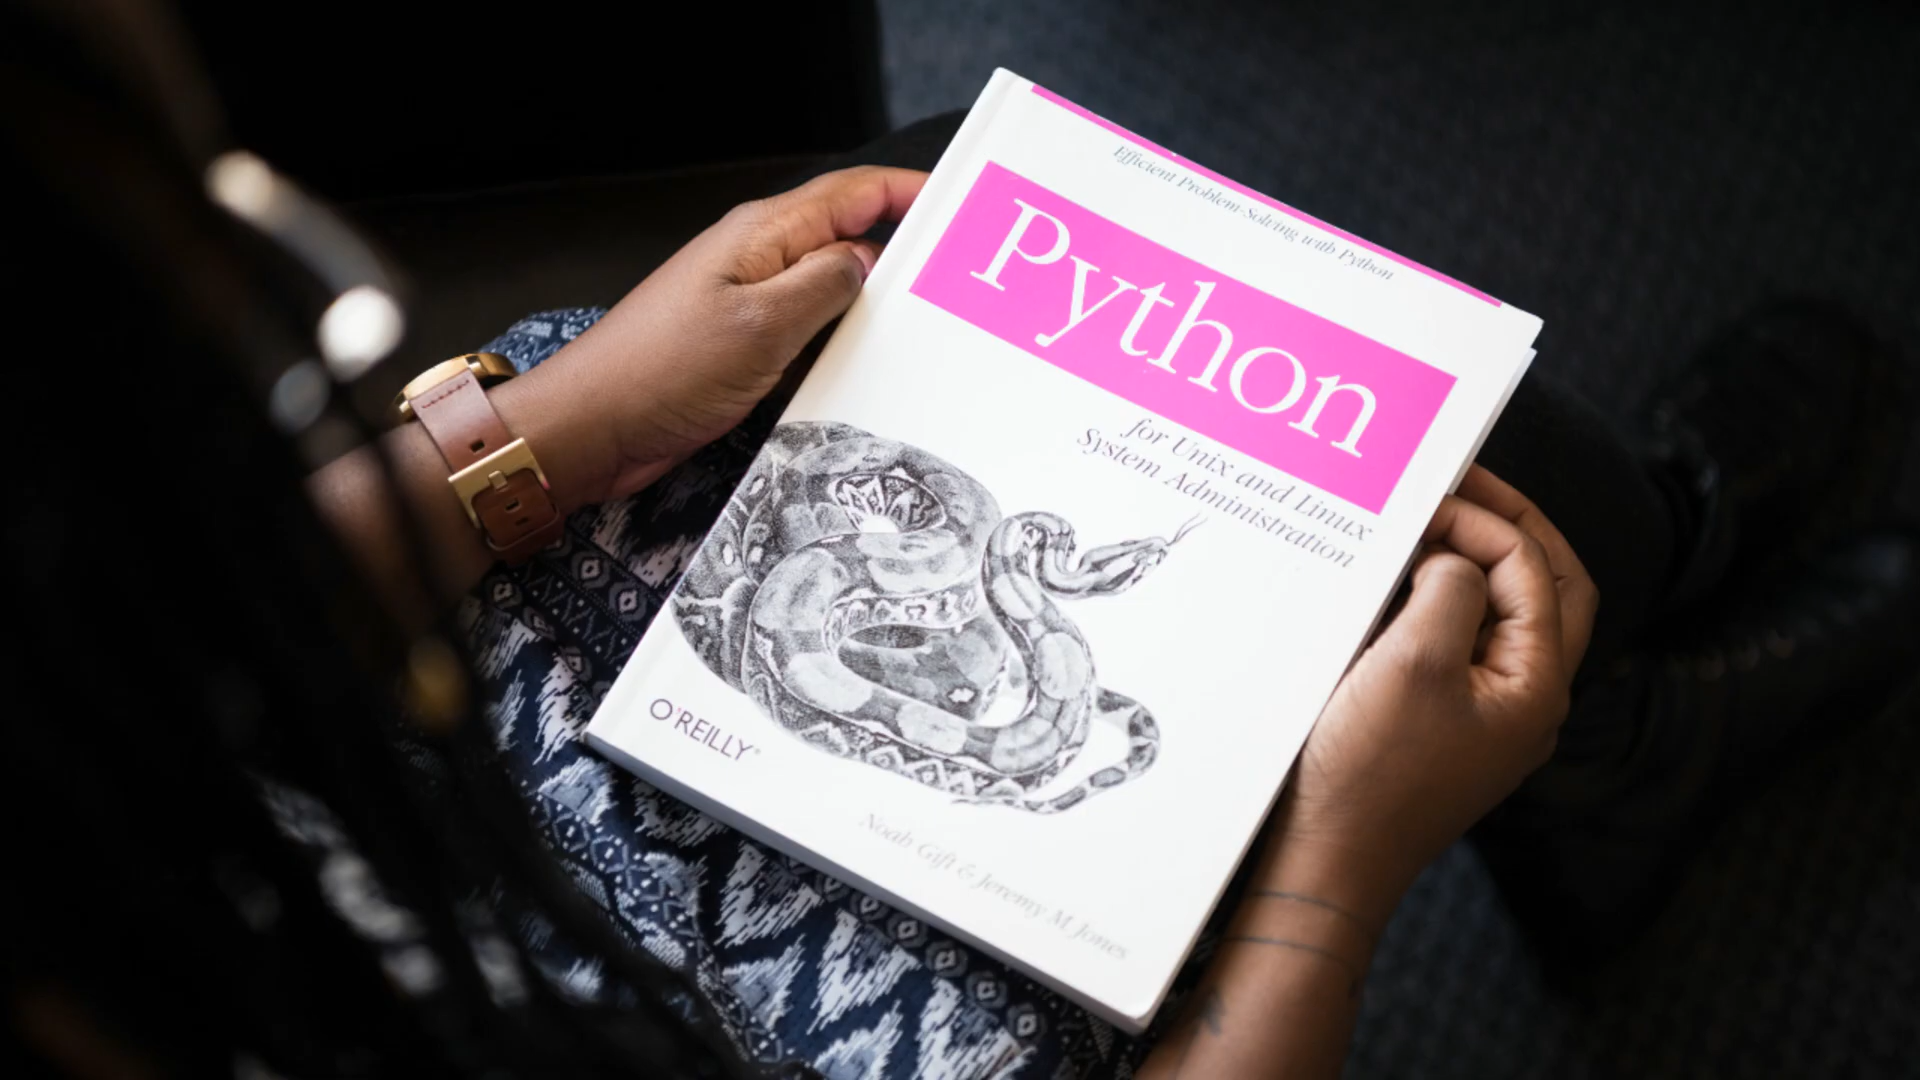 Efficient Problem-Solving with Python
Python
for Unix and Linux
System Administration
O'REILLY®
Noah Gift & Jeremy M. Jones